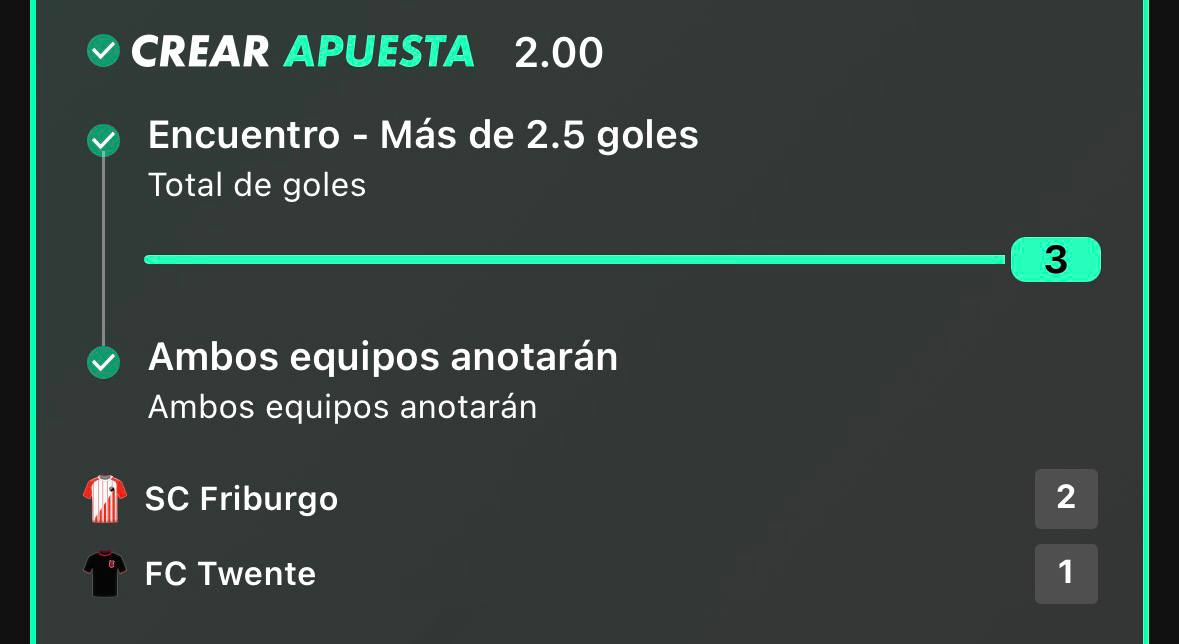 CREAR APUESTA 2.00
Encuentro - Más de 2.5 goles
Total de goles
3
Ambos equipos anotarán
Ambos equipos anotarán
SC Friburgo 2
FC Twente 1